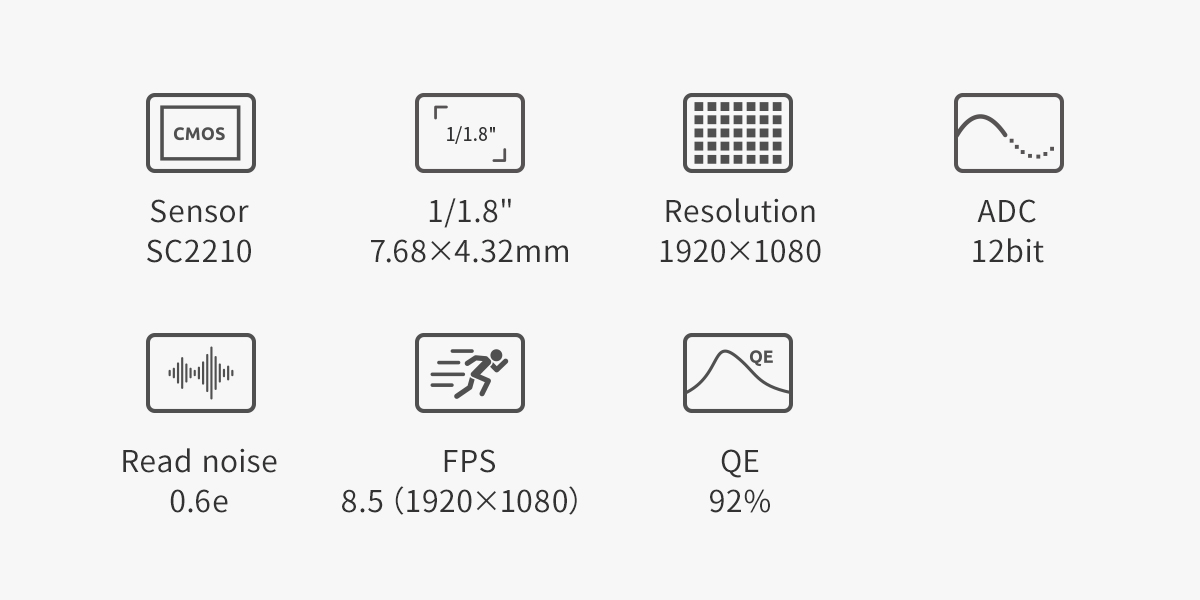 CMOS
Sensor
SC2210
1/1.8"
1/1.8"
7.68×4.32mm
Resolution
1920×1080
ADC
12bit
Read noise
0.6e
FPS
8.5（1920×1080）
QE
QE
92%